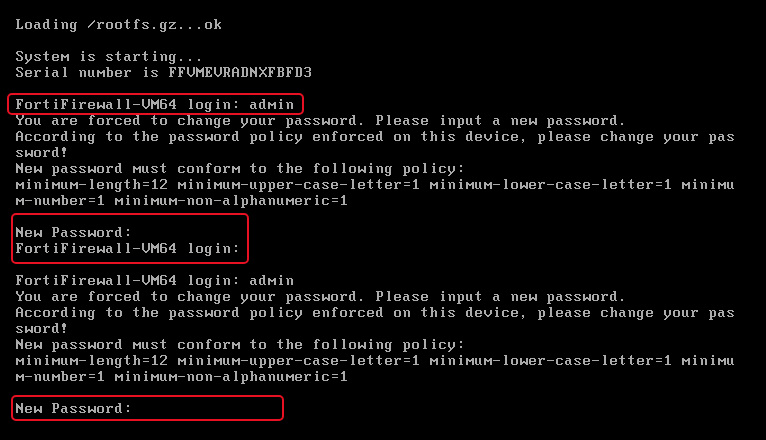 Loading /rootfs.gz...ok
System is starting...
Serial number is FFVMEVRADNXFBFD3
FortiFirewall-VM64 login: admin
You are forced to change your password. Please input a new password.
According to the password policy enforced on this device, please change your pas
sword!
New password must conform to the following policy:
minimum-length=12 minimum-upper-case-letter=1 minimum-lower-case-letter=1 minimu
m-number=1 minimum-non-alphanumeric=1
New Password:
FortiFirewall-VM64 login:
FortiFirewall-VM64 login: admin
You are forced to change your password. Please input a new password.
According to the password policy enforced on this device, please change your pas
sword!
New password must conform to the following policy:
minimum-length=12 minimum-upper-case-letter=1 minimum-lower-case-letter=1 minimu
m-number=1 minimum-non-alphanumeric=1
New Password: